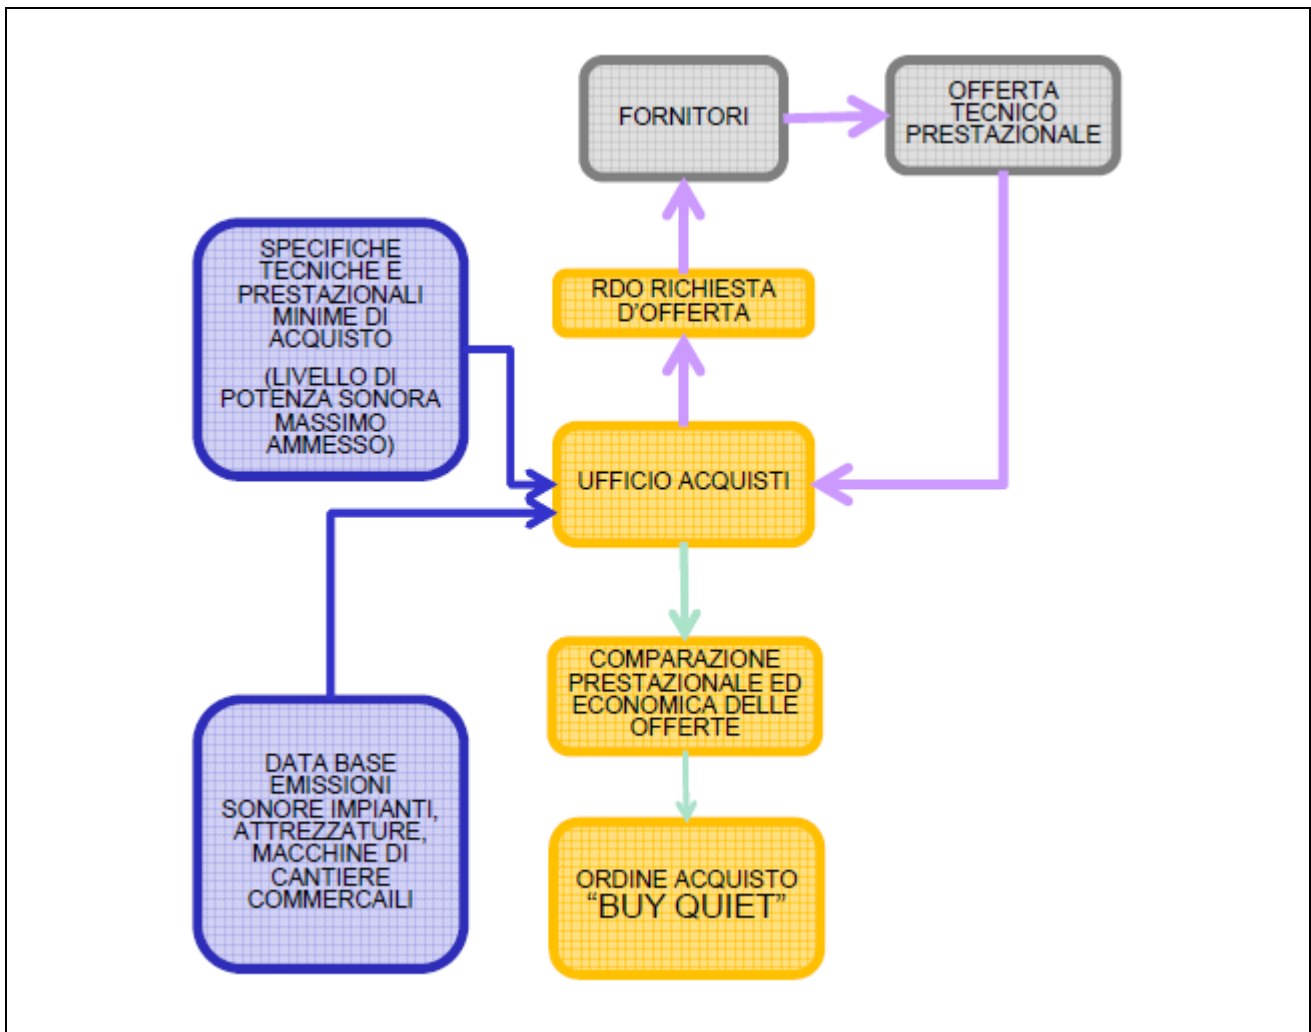 FORNITORI
OFFERTA
TECNICO
PRESTAZIONALE
SPECIFICHE
TECNICHE E
PRESTAZIONALI
MINIME DI
ACQUISTO
(LIVELLO DI
POTENZA SONORA
MASSIMO
AMMESSO)
RDO RICHIESTA
D'OFFERTA
UFFICIO ACQUISTI
COMPARAZIONE
PRESTAZIONALE ED
ECONOMICA DELLE
OFFERTE
DATA BASE
EMISSIONI
SONORE IMPIANTI,
ATTREZZATURE,
MACCHINE DI
CANTIERE
COMMERCAILI
ORDINE ACQUISTO
“BUY QUIET”